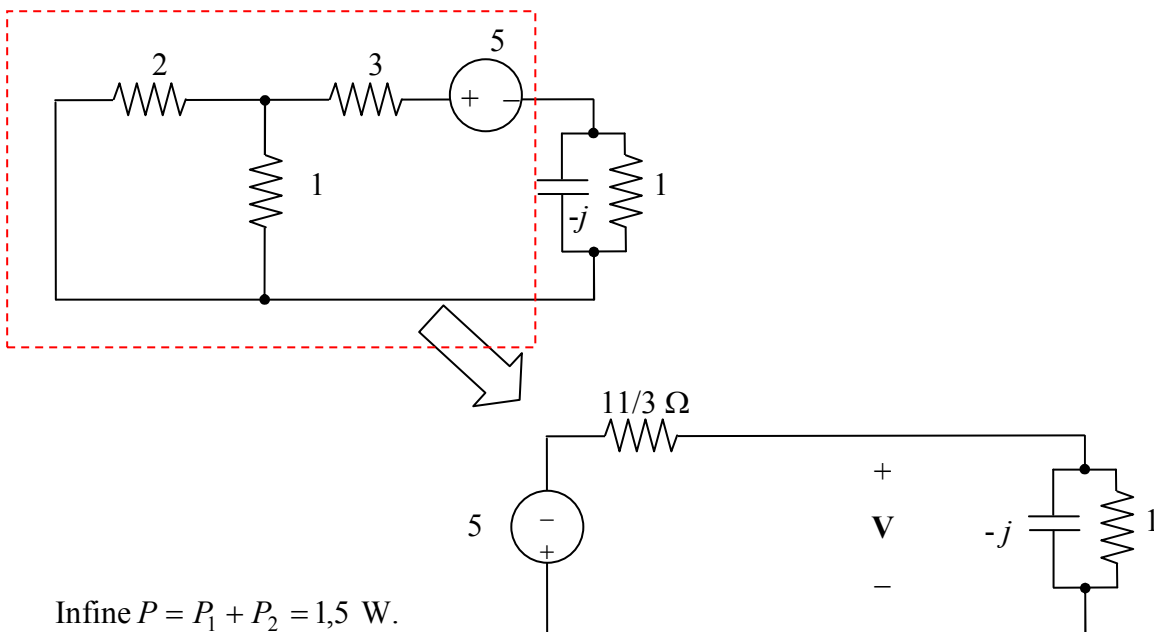 5
2 3
+ −
1 1
-j
11/3 Ω
+
5 − V -j 1
+
−
Infine P = P₁ + P₂ = 1,5 W.